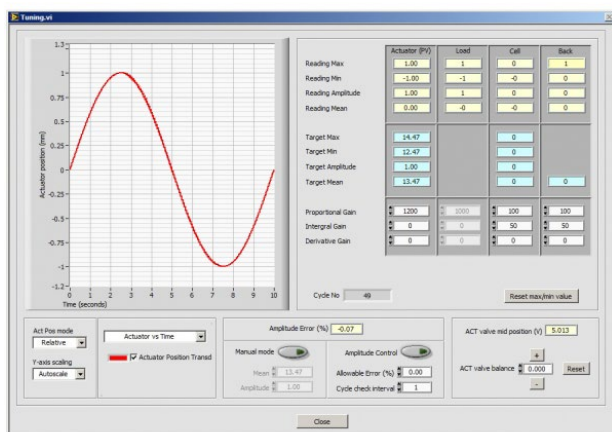 Tuning.vi
Actuator (PV) Load Cell Back
Reading Max 1.00 1 0 1
Reading Min -1.00 -1 -0 0
Reading Amplitude 1.00 1 0 0
Reading Mean 0.00 -0 -0 0
Target Max 14.47 0
Target Min 12.47 0
Target Amplitude 1.00 0
Target Mean 13.47 0 0
Proportional Gain 1200 1000 100 100
Intergral Gain 0 0 50 50
Derivative Gain 0 0 0 0
Cycle No 49 Reset max/min value
Actuator position (mm)
1.3
1
0.75
0.5
0.25
0
-0.25
-0.5
-0.75
-1
-1.2
0 1 2 3 4 5 6 7 8 9 10
Time (seconds)
Act Pos mode
Relative
Y-axis scaling
Autoscale
Actuator vs Time
Actuator Position Transd
Amplitude Error (%) -0.07
Manual mode
Mean 13.47
Amplitude 1.00
Amplitude Control
Allowable Error (%) 0.00
Cycle check interval 1
ACT valve mid position (V) 5.013
+
ACT valve balance 0.000 Reset
-
Close